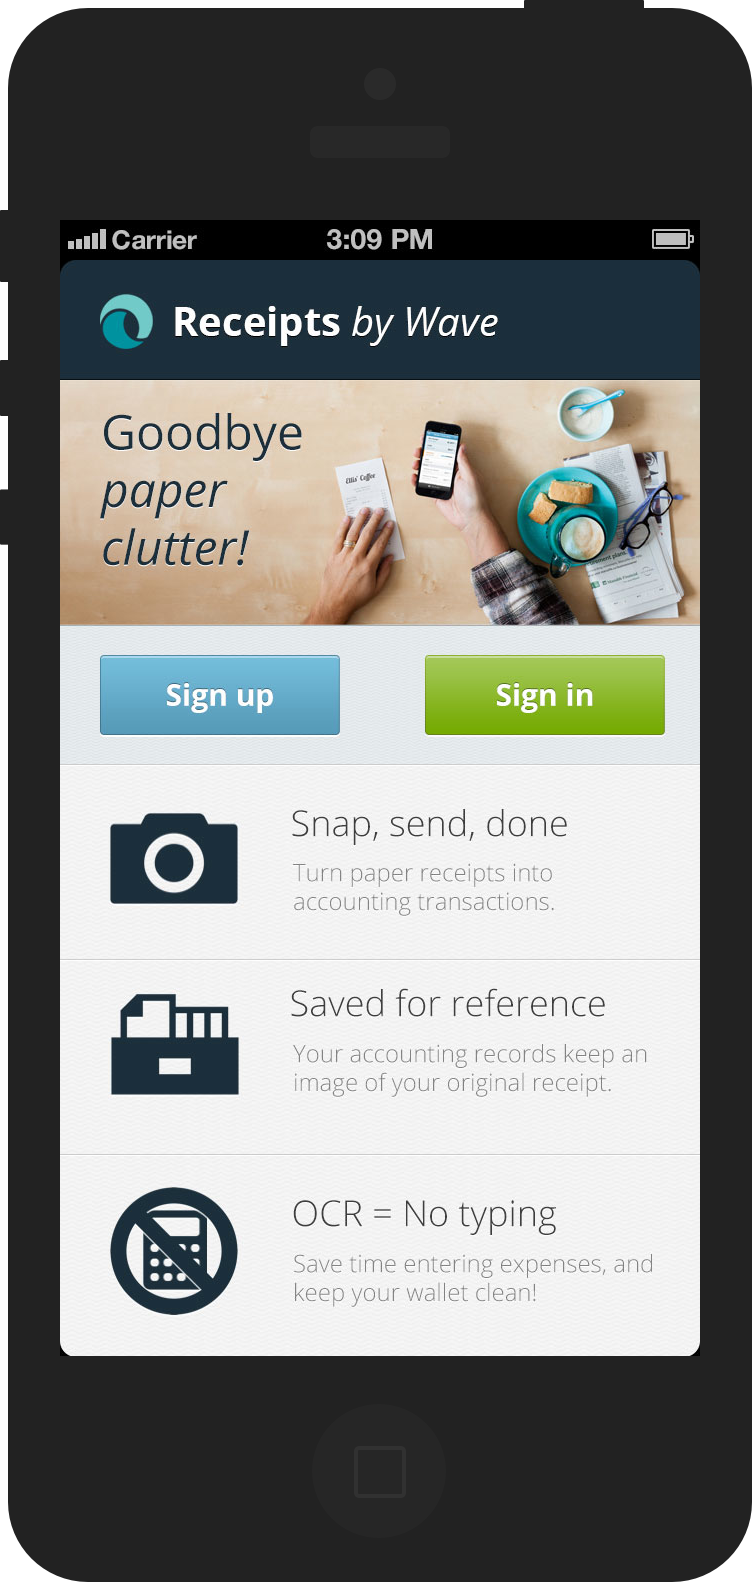 Carrier 3:09 PM
Receipts by Wave
Goodbye
paper
clutter!
Ellis' Coffee
Sign up
Sign in
Snap, send, done
Turn paper receipts into
accounting transactions.
Saved for reference
Your accounting records keep an
image of your original receipt.
OCR = No typing
Save time entering expenses, and
keep your wallet clean!